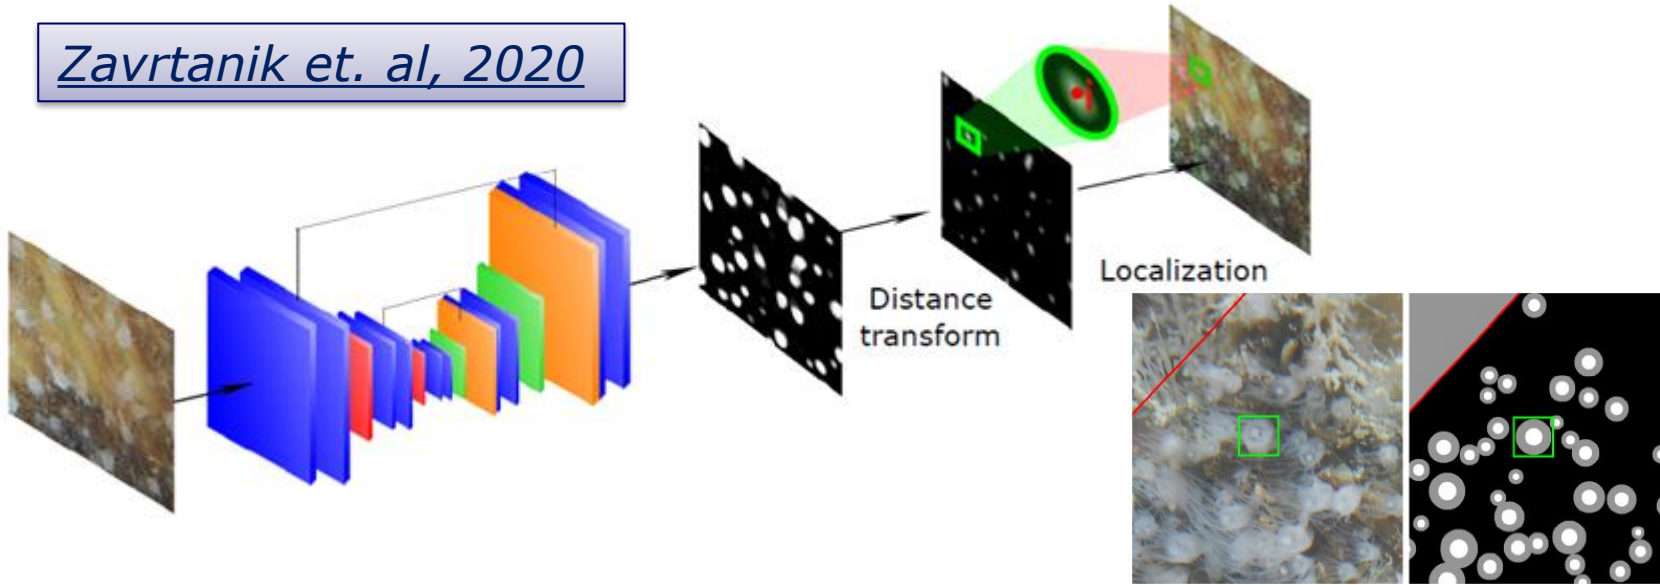 Zavrtanik et. al, 2020
Distance
transform
Localization